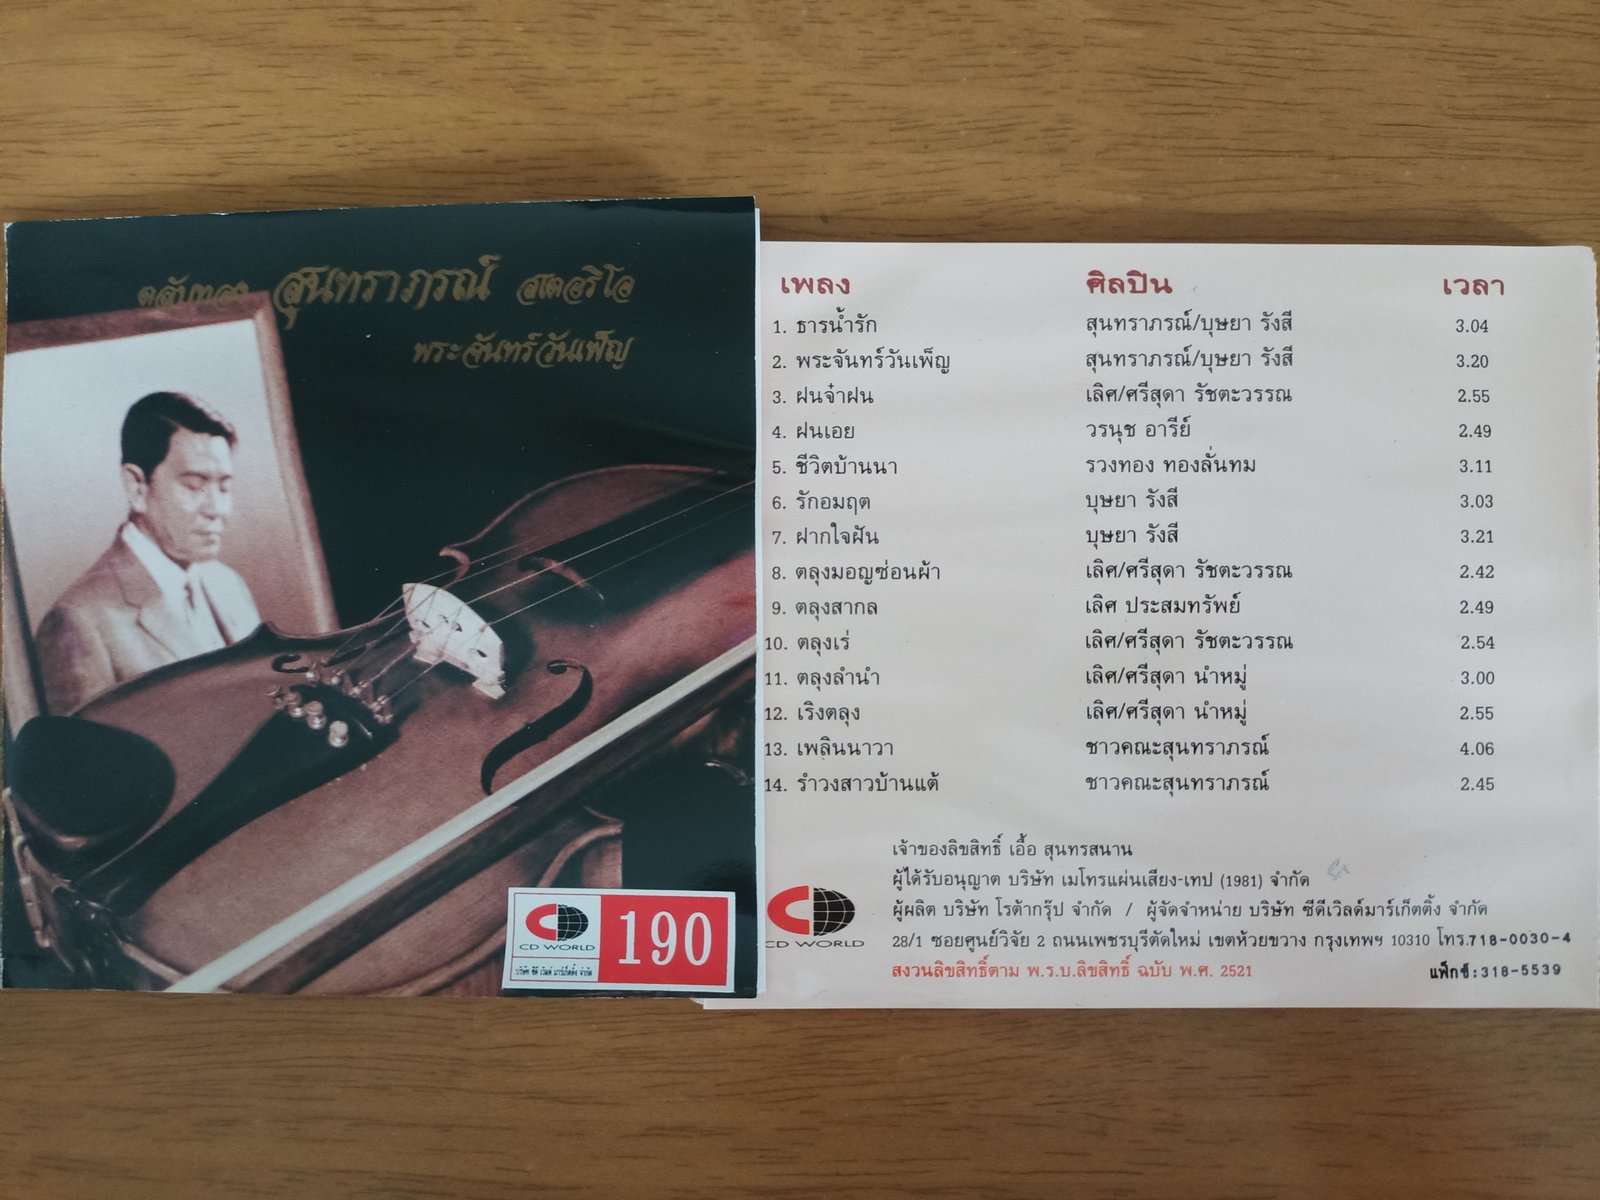 ตลับทอง สุนทราภรณ์ สเตอริโอ
พระจันทร์วันเพ็ญ
CD WORLD
บริษัท ซีดี เวิลด์ มาร์เก็ตติ้ง จำกัด
190
เพลง ศิลปิน เวลา
1. ธารน้ำรัก สุนทราภรณ์/บุษยา รังสี 3.04
2. พระจันทร์วันเพ็ญ สุนทราภรณ์/บุษยา รังสี 3.20
3. ฝนจ๋าฝน เลิศ/ศรีสุดา รัชตะวรรณ 2.55
4. ฝนเอย วรนุช อารีย์ 2.49
5. ชีวิตบ้านนา รวงทอง ทองลั่นทม 3.11
6. รักอมฤต บุษยา รังสี 3.03
7. ฝากใจฝัน บุษยา รังสี 3.21
8. ตลุงมอญซ่อนผ้า เลิศ/ศรีสุดา รัชตะวรรณ 2.42
9. ตลุงสากล เลิศ ประสมทรัพย์ 2.49
10. ตลุงเร่ เลิศ/ศรีสุดา รัชตะวรรณ 2.54
11. ตลุงลำนำ เลิศ/ศรีสุดา นำหมู่ 3.00
12. เริงตลุง เลิศ/ศรีสุดา นำหมู่ 2.55
13. เพลินนาวา ชาวคณะสุนทราภรณ์ 4.06
14. รำวงสาวบ้านแต้ ชาวคณะสุนทราภรณ์ 2.45
เจ้าของลิขสิทธิ์ เอื้อ สุนทรสนาน
ผู้ได้รับอนุญาต บริษัท เมโทรแผ่นเสียง-เทป (1981) จำกัด
ผู้ผลิต บริษัท โรต้ากรุ๊ป จำกัด / ผู้จัดจำหน่าย บริษัท ซีดีเวิลด์มาร์เก็ตติ้ง จำกัด
CD WORLD
28/1 ซอยศูนย์วิจัย 2 ถนนเพชรบุรีตัดใหม่ เขตห้วยขวาง กรุงเทพฯ 10310 โทร.718-0030-4
สงวนลิขสิทธิ์ตาม พ.ร.บ.ลิขสิทธิ์ ฉบับ พ.ศ. 2521 แฟ็กซ์:318-5539